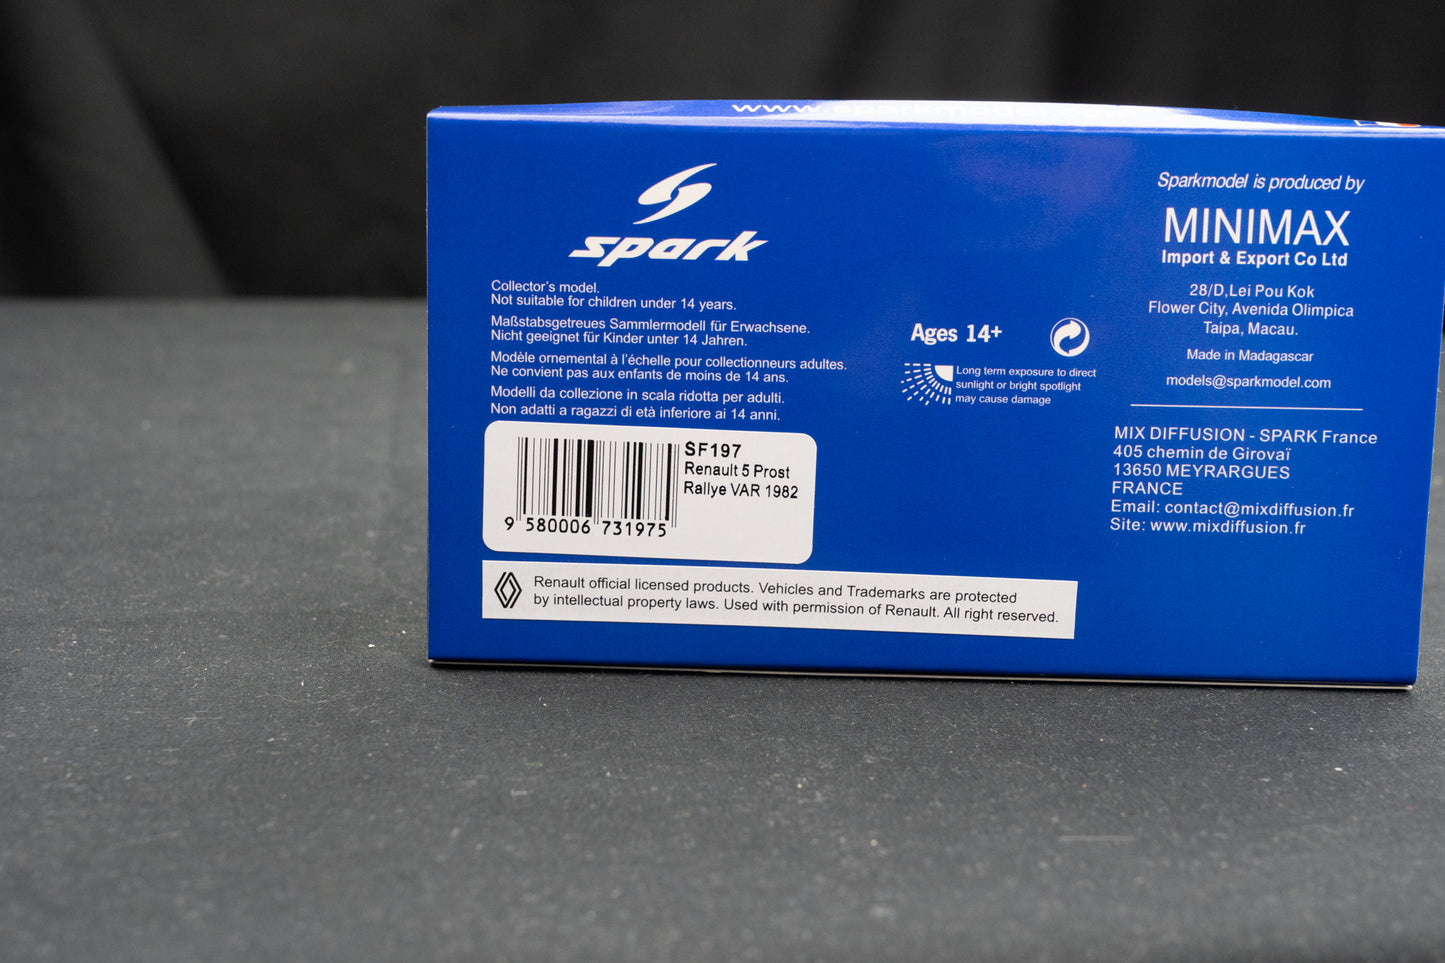 www.sparkmodel.com
spark
Collector's model.
Not suitable for children under 14 years.
Maßstabsgetreues Sammlermodell für Erwachsene.
Nicht geeignet für Kinder unter 14 Jahren.
Modèle ornemental à l'échelle pour collectionneurs adultes.
Ne convient pas aux enfants de moins de 14 ans.
Modelli da collezione in scala ridotta per adulti.
Non adatti a ragazzi di età inferiore ai 14 anni.
SF197
Renault 5 Prost
Rallye VAR 1982
9 580006 731975
Renault official licensed products. Vehicles and Trademarks are protected
by intellectual property laws. Used with permission of Renault. All right reserved.
Ages 14+
Long term exposure to direct
sunlight or bright spotlight
may cause damage
Sparkmodel is produced by
MINIMAX
Import & Export Co Ltd
28/D,Lei Pou Kok
Flower City, Avenida Olimpica
Taipa, Macau.
Made in Madagascar
models@sparkmodel.com
MIX DIFFUSION - SPARK France
405 chemin de Girovaï
13650 MEYRARGUES
FRANCE
Email: contact@mixdiffusion.fr
Site: www.mixdiffusion.fr